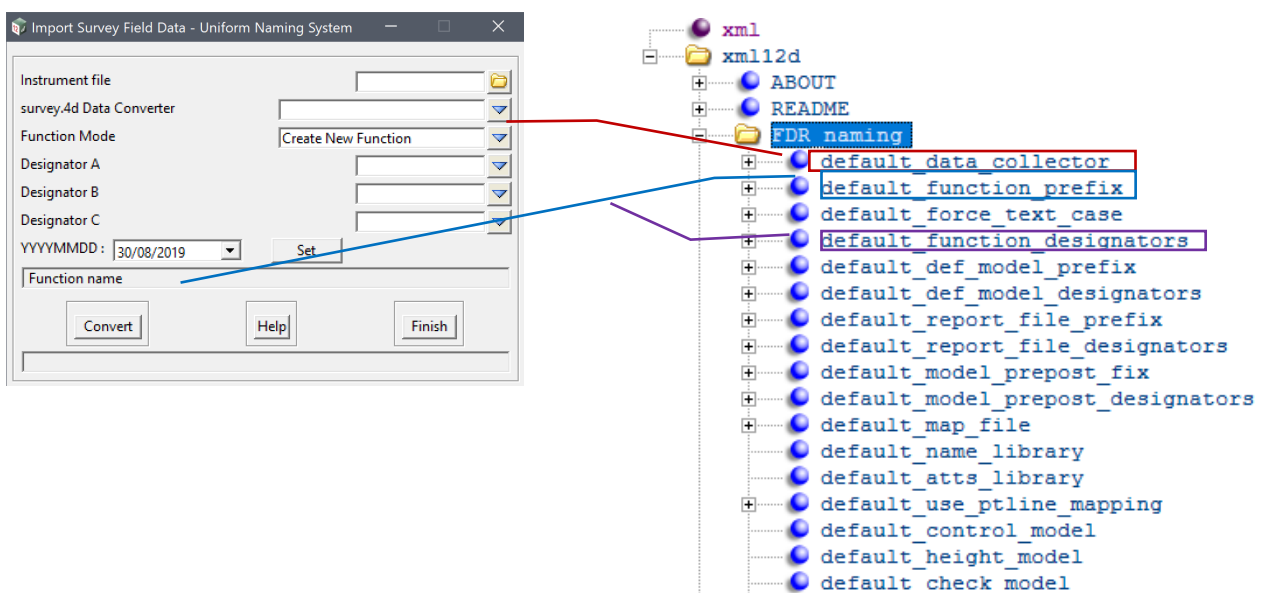 Import Survey Field Data - Uniform Naming System
Instrument file
survey.4d Data Converter
Function Mode
Create New Function
Designator A
Designator B
Designator C
YYYYMMDD :
30/08/2019
Set
Function name
Convert
Help
Finish
xml
xml12d
ABOUT
README
FDR naming
default_data_collector
default_function_prefix
default_force_text_case
default_function_designators
default_def_model_prefix
default_def_model_designators
default_report_file_prefix
default_report_file_designators
default_model_prepost_fix
default_model_prepost_designators
default_map_file
default_name_library
default_atts_library
default_use_ptline_mapping
default_control_model
default_height_model
default_check_model